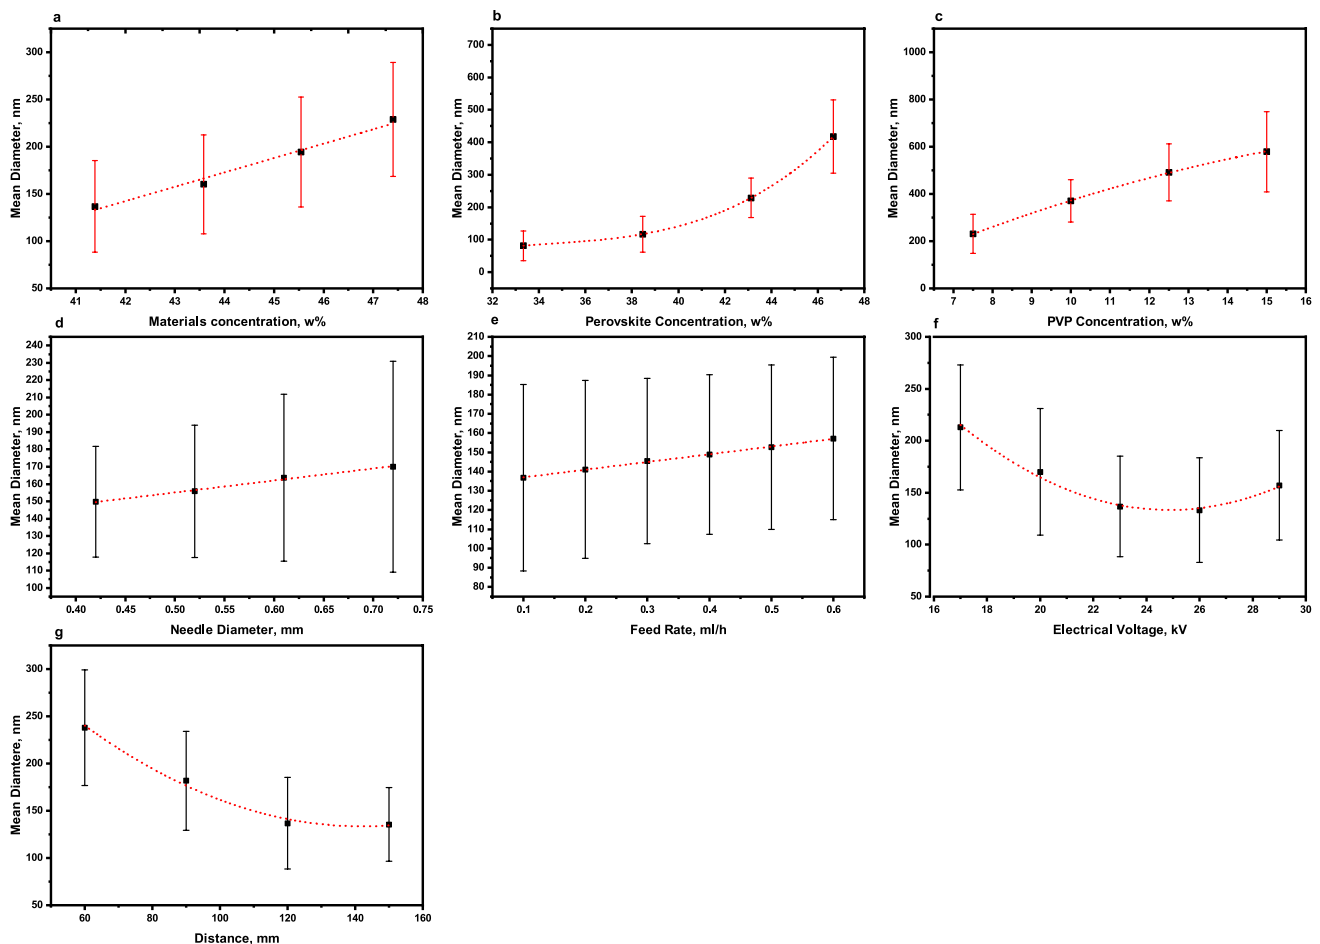 a
300
250
200
150
100
50
Mean Diameter, nm
41 42 43 44 45 46 47 48
Materials concentration, w%
b
700
600
500
400
300
200
100
0
Mean Diameter, nm
32 34 36 38 40 42 44 46 48
Perovskite Concentration, w%
c
1000
800
600
400
200
0
Mean Diameter, nm
7 8 9 10 11 12 13 14 15 16
PVP Concentration, w%
d
240
230
220
210
200
190
180
170
160
150
140
130
120
110
100
Mean Diameter, nm
0.40 0.45 0.50 0.55 0.60 0.65 0.70 0.75
Needle Diameter, mm
e
210
200
190
180
170
160
150
140
130
120
110
100
90
80
Mean Diameter, nm
0.1 0.2 0.3 0.4 0.5 0.6
Feed Rate, ml/h
f
300
250
200
150
100
50
Mean Diameter, nm
16 18 20 22 24 26 28 30
Electrical Voltage, kV
g
300
250
200
150
100
50
Mean Diamtere, nm
60 80 100 120 140 160
Distance, mm